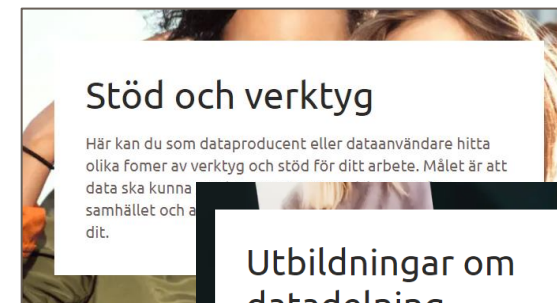 Stöd och verktyg
Här kan du som dataproducent eller dataanvändare hitta
olika fomer av verktyg och stöd för ditt arbete. Målet är att
data ska kunna
samhället och a
dit.
Utbildningar om
datadelning